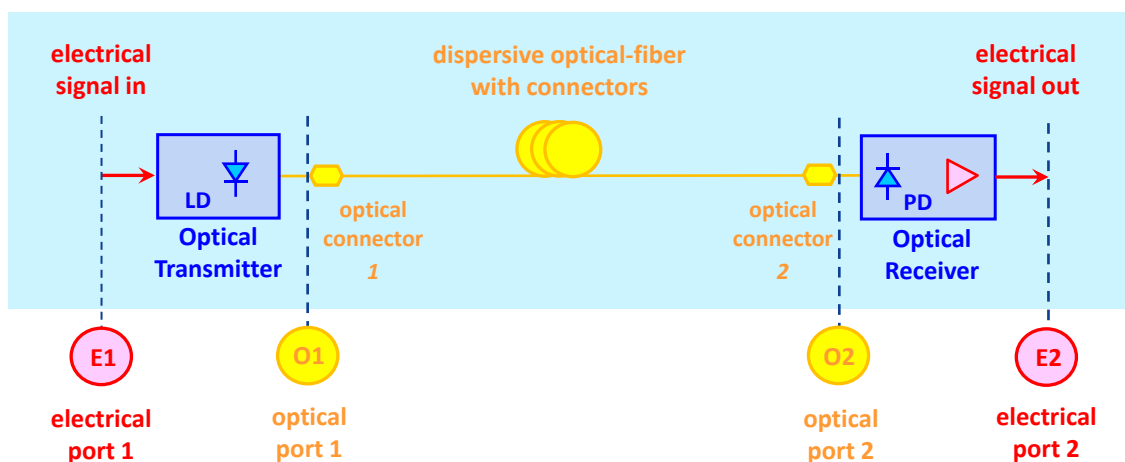 electrical
signal in
dispersive optical-fiber
with connectors
electrical
signal out
LD
PD
Optical
Transmitter
optical
connector
1
optical
connector
2
Optical
Receiver
E1
O1
O2
E2
electrical
port 1
optical
port 1
optical
port 2
electrical
port 2